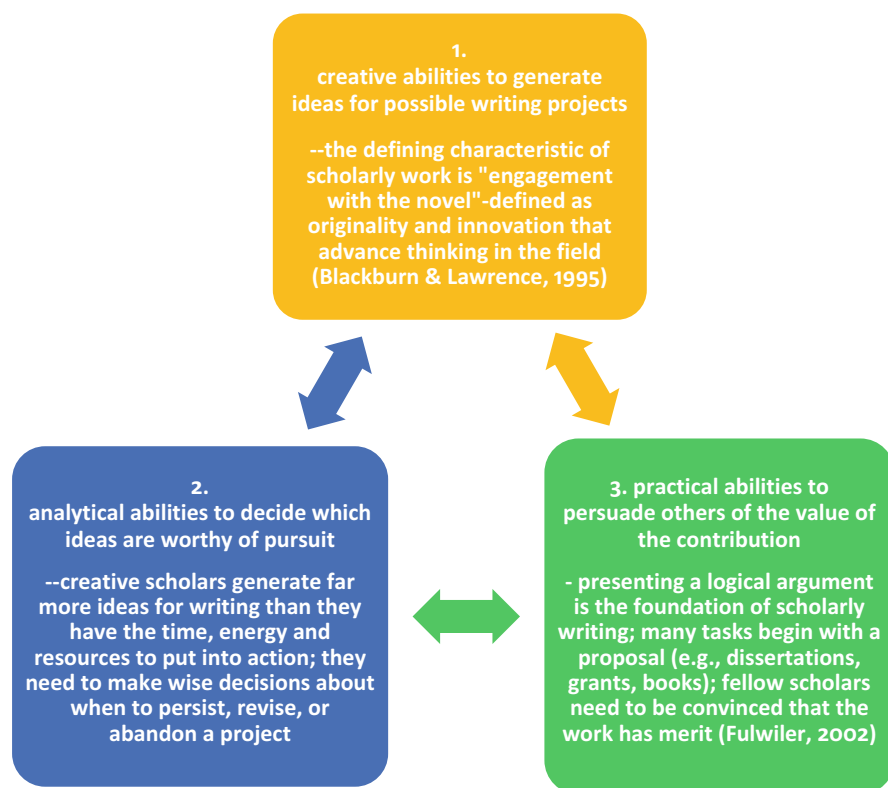 1.
creative abilities to generate
ideas for possible writing projects
--the defining characteristic of
scholarly work is "engagement
with the novel"-defined as
originality and innovation that
advance thinking in the field
(Blackburn & Lawrence, 1995)
2.
analytical abilities to decide which
ideas are worthy of pursuit
--creative scholars generate far
more ideas for writing than they
have the time, energy and
resources to put into action; they
need to make wise decisions about
when to persist, revise, or
abandon a project
3. practical abilities to
persuade others of the value of
the contribution
- presenting a logical argument
is the foundation of scholarly
writing; many tasks begin with a
proposal (e.g., dissertations,
grants, books); fellow scholars
need to be convinced that the
work has merit (Fulwiler, 2002)